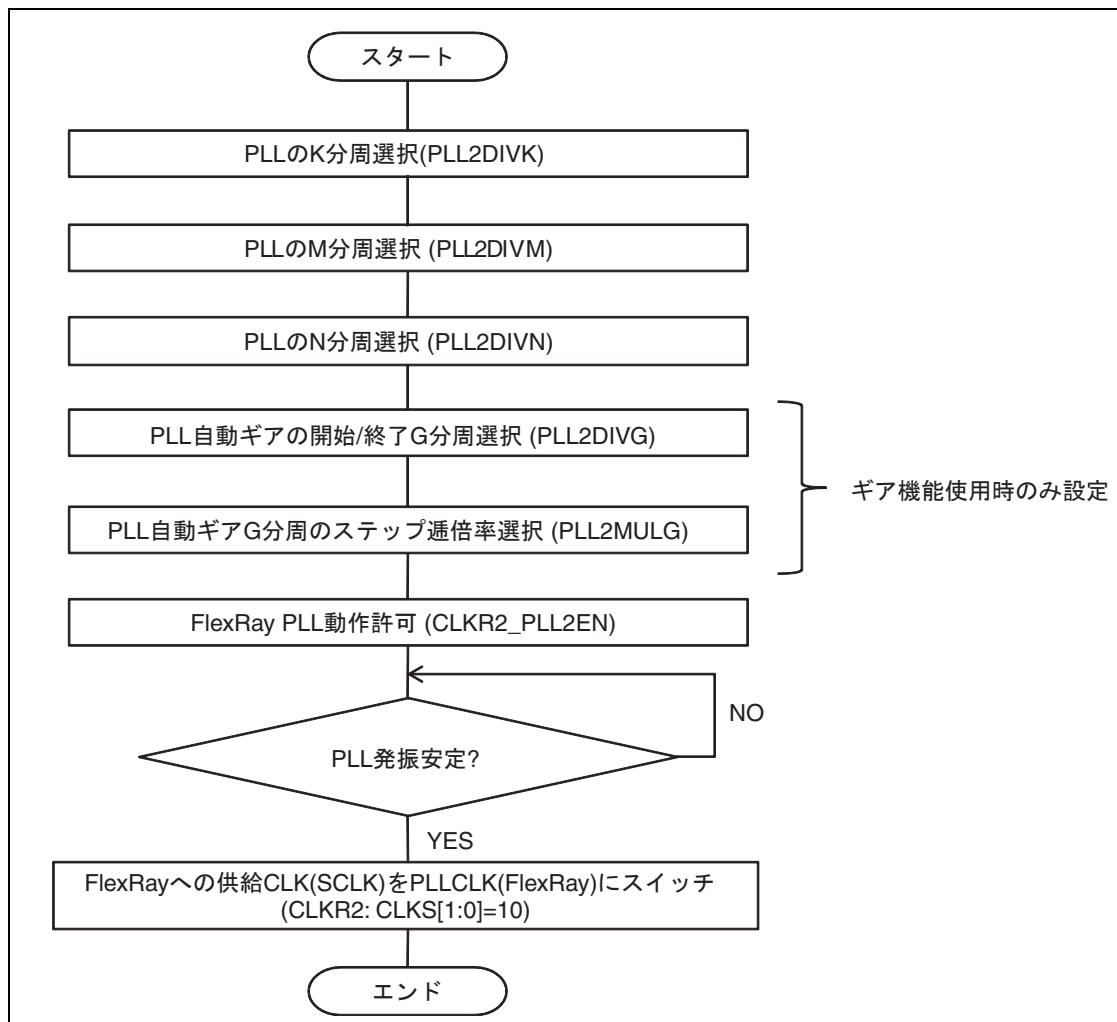 スタート
PLLのK分周選択(PLL2DIVK)
PLLのM分周選択 (PLL2DIVM)
PLLのN分周選択 (PLL2DIVN)
PLL自動ギアの開始/終了G分周選択 (PLL2DIVG)
PLL自動ギアG分周のステップ逓倍率選択 (PLL2MULG)
ギア機能使用時のみ設定
FlexRay PLL動作許可 (CLKR2_PLL2EN)
PLL発振安定?
NO
YES
FlexRayへの供給CLK(SCLK)をPLLCLK(FlexRay)にスイッチ
(CLKR2: CLKS[1:0]=10)
エンド